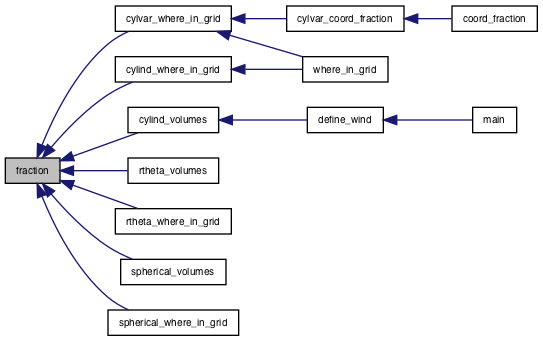 cylvar_where_in_grid
cylvar_coord_fraction
coord_fraction
cylind_where_in_grid
where_in_grid
cylind_volumes
define_wind
main
fraction
rtheta_volumes
rtheta_where_in_grid
spherical_volumes
spherical_where_in_grid